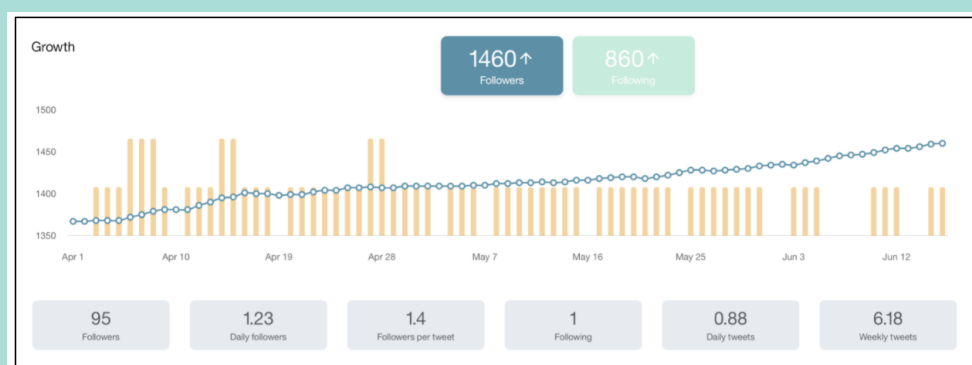 Growth
1460↑
Followers
860↑
Following
1500
1450
1400
1350
Apr 1 Apr 10 Apr 19 Apr 28 May 7 May 16 May 25 Jun 3 Jun 12
95
Followers
1.23
Daily followers
1.4
Followers per tweet
1
Following
0.88
Daily tweets
6.18
Weekly tweets